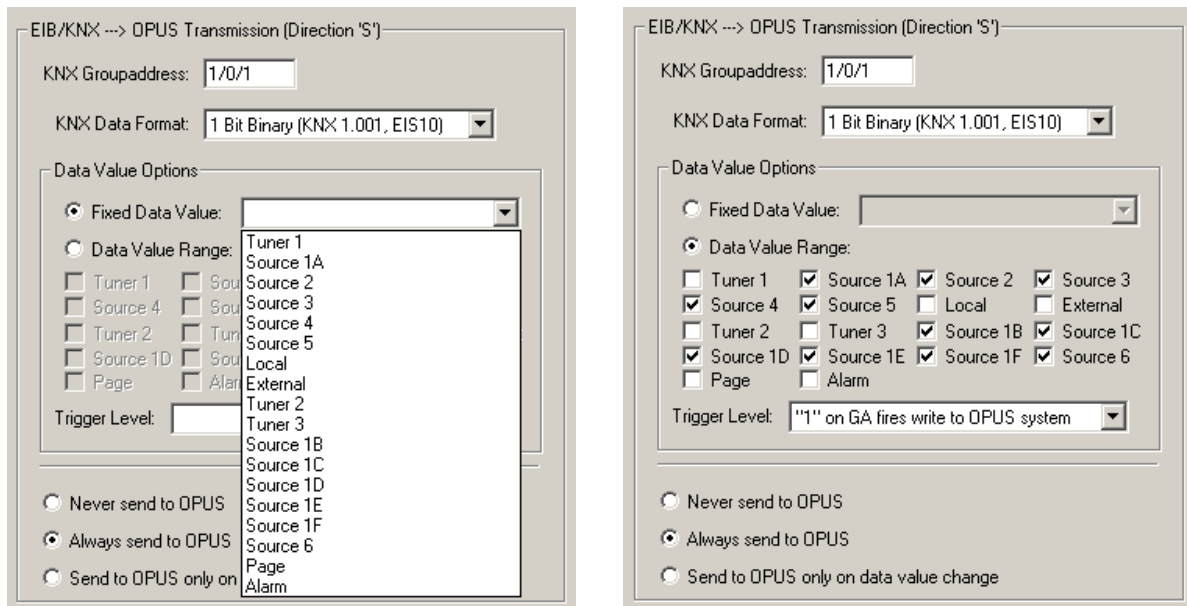 EIB/KNX ---> OPUS Transmission (Direction 'S')
KNX Groupaddress: 1/0/1
KNX Data Format: 1 Bit Binary (KNX 1.001, EIS10)
Data Value Options
Fixed Data Value:
Data Value Range:
Tuner 1
Source 1A
Source 2
Source 3
Source 4
Source 5
Local
External
Tuner 2
Tuner 3
Source 1B
Source 1C
Source 1D
Source 1E
Source 1F
Source 6
Page
Alarm
Tuner 1 Sou
Source 4 Sou
Tuner 2 Tun
Source 1D Sou
Page Alar
Trigger Level:
Never send to OPUS
Always send to OPUS
Send to OPUS only on
EIB/KNX ---> OPUS Transmission (Direction 'S')
KNX Groupaddress: 1/0/1
KNX Data Format: 1 Bit Binary (KNX 1.001, EIS10)
Data Value Options
Fixed Data Value:
Data Value Range:
Tuner 1 Source 1A Source 2 Source 3
Source 4 Source 5 Local External
Tuner 2 Tuner 3 Source 1B Source 1C
Source 1D Source 1E Source 1F Source 6
Page Alarm
Trigger Level: "1" on GA fires write to OPUS system
Never send to OPUS
Always send to OPUS
Send to OPUS only on data value change